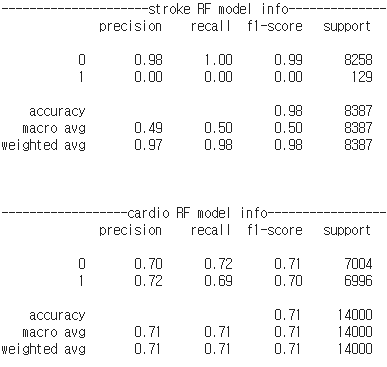 ------------------stroke RF model info-----------------
precision recall f1-score support
0 0.98 1.00 0.99 8258
1 0.00 0.00 0.00 129
accuracy 0.98 8387
macro avg 0.49 0.50 0.50 8387
weighted avg 0.97 0.98 0.98 8387
------------------cardio RF model info-----------------
precision recall f1-score support
0 0.70 0.72 0.71 7004
1 0.72 0.69 0.70 6996
accuracy 0.71 14000
macro avg 0.71 0.71 0.71 14000
weighted avg 0.71 0.71 0.71 14000